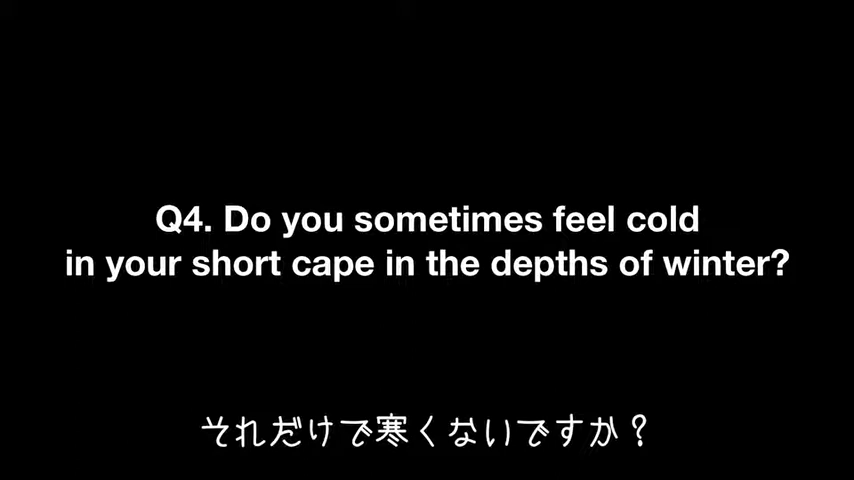 Q4. Do you sometimes feel cold
in your short cape in the depths of winter?
それだけで寒くないですか？